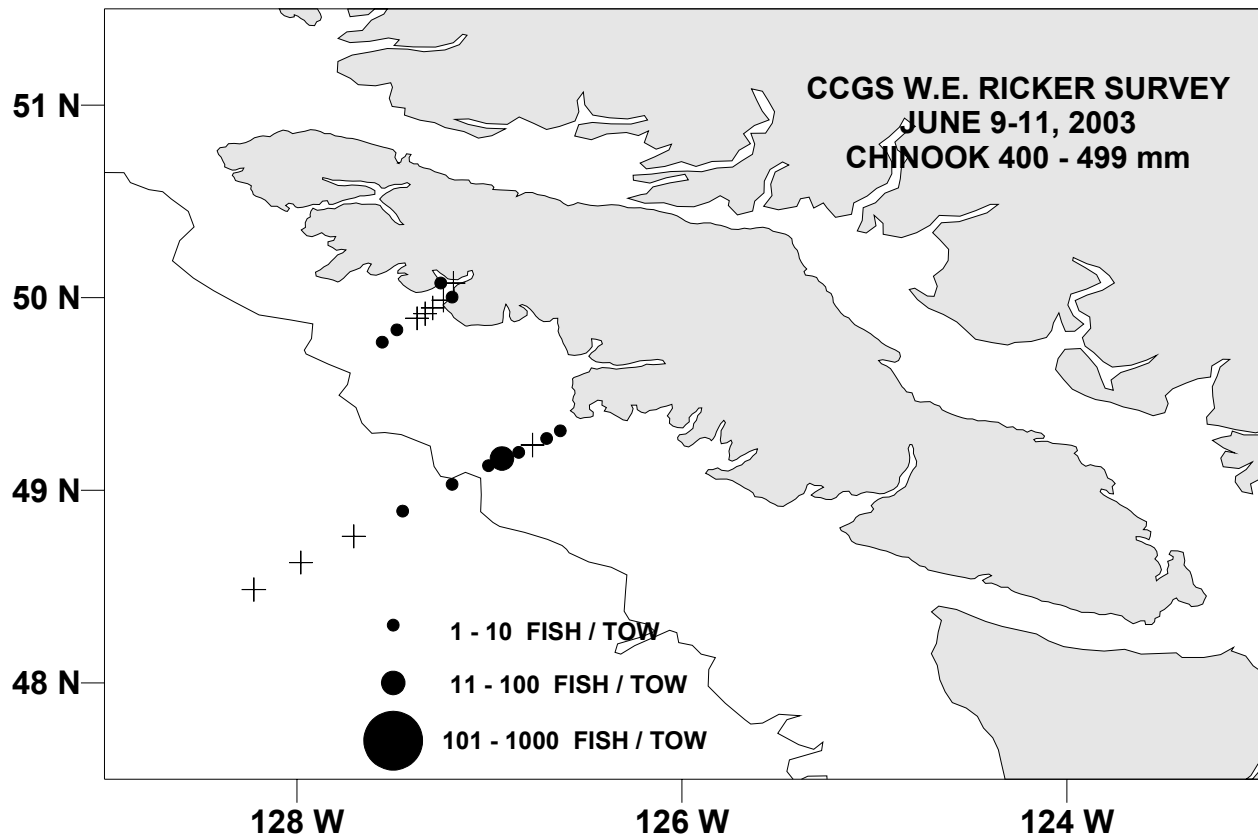 CCGS W.E. RICKER SURVEY
JUNE 9-11, 2003
CHINOOK 400 - 499 mm
51 N
50 N
49 N
48 N
1 - 10 FISH / TOW
11 - 100 FISH / TOW
101 - 1000 FISH / TOW
128 W
126 W
124 W